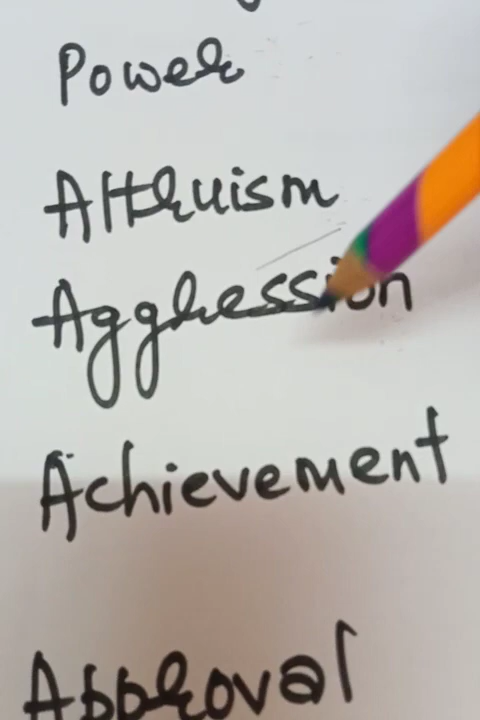 Power
Altruism
Aggression
Achievement
Approval